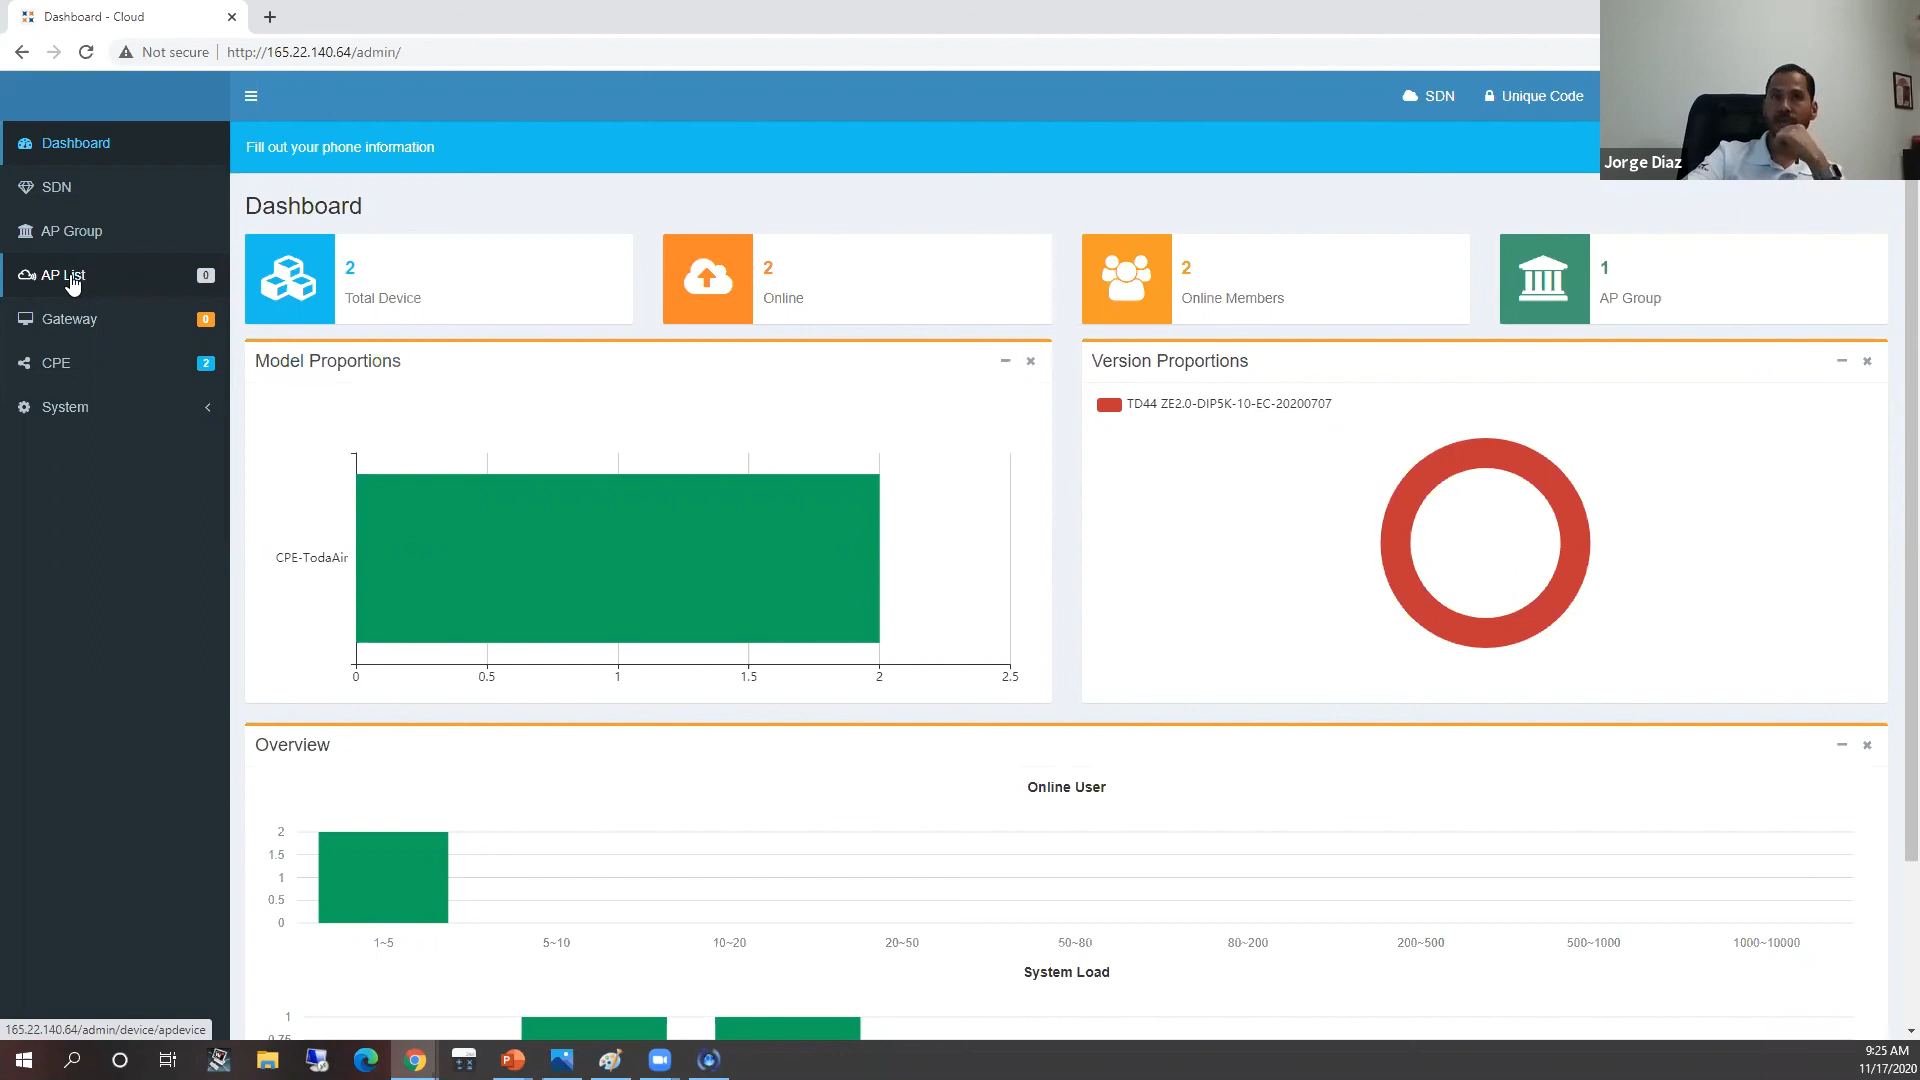 Dashboard - Cloud
Not secure
http://165.22.140.64/admin/
SDN
Unique Code
Jorge Diaz
Fill out your phone information
Dashboard
SDN
AP Group
AP List
0
Gateway
0
CPE
2
System
Dashboard
2
Total Device
2
Online
2
Online Members
1
AP Group
Model Proportions
CPE-TodaAir
0
0.5
1
1.5
2
2.5
Version Proportions
TD44 ZE2.0-DIP5K-10-EC-20200707
Overview
Online User
2
1.5
1
0.5
0
1~5
5~10
10~20
20~50
50~80
80~200
200~500
500~1000
1000~10000
System Load
1
0.75
165.22.140.64/admin/device/apdevice
9:25 AM
11/17/2020